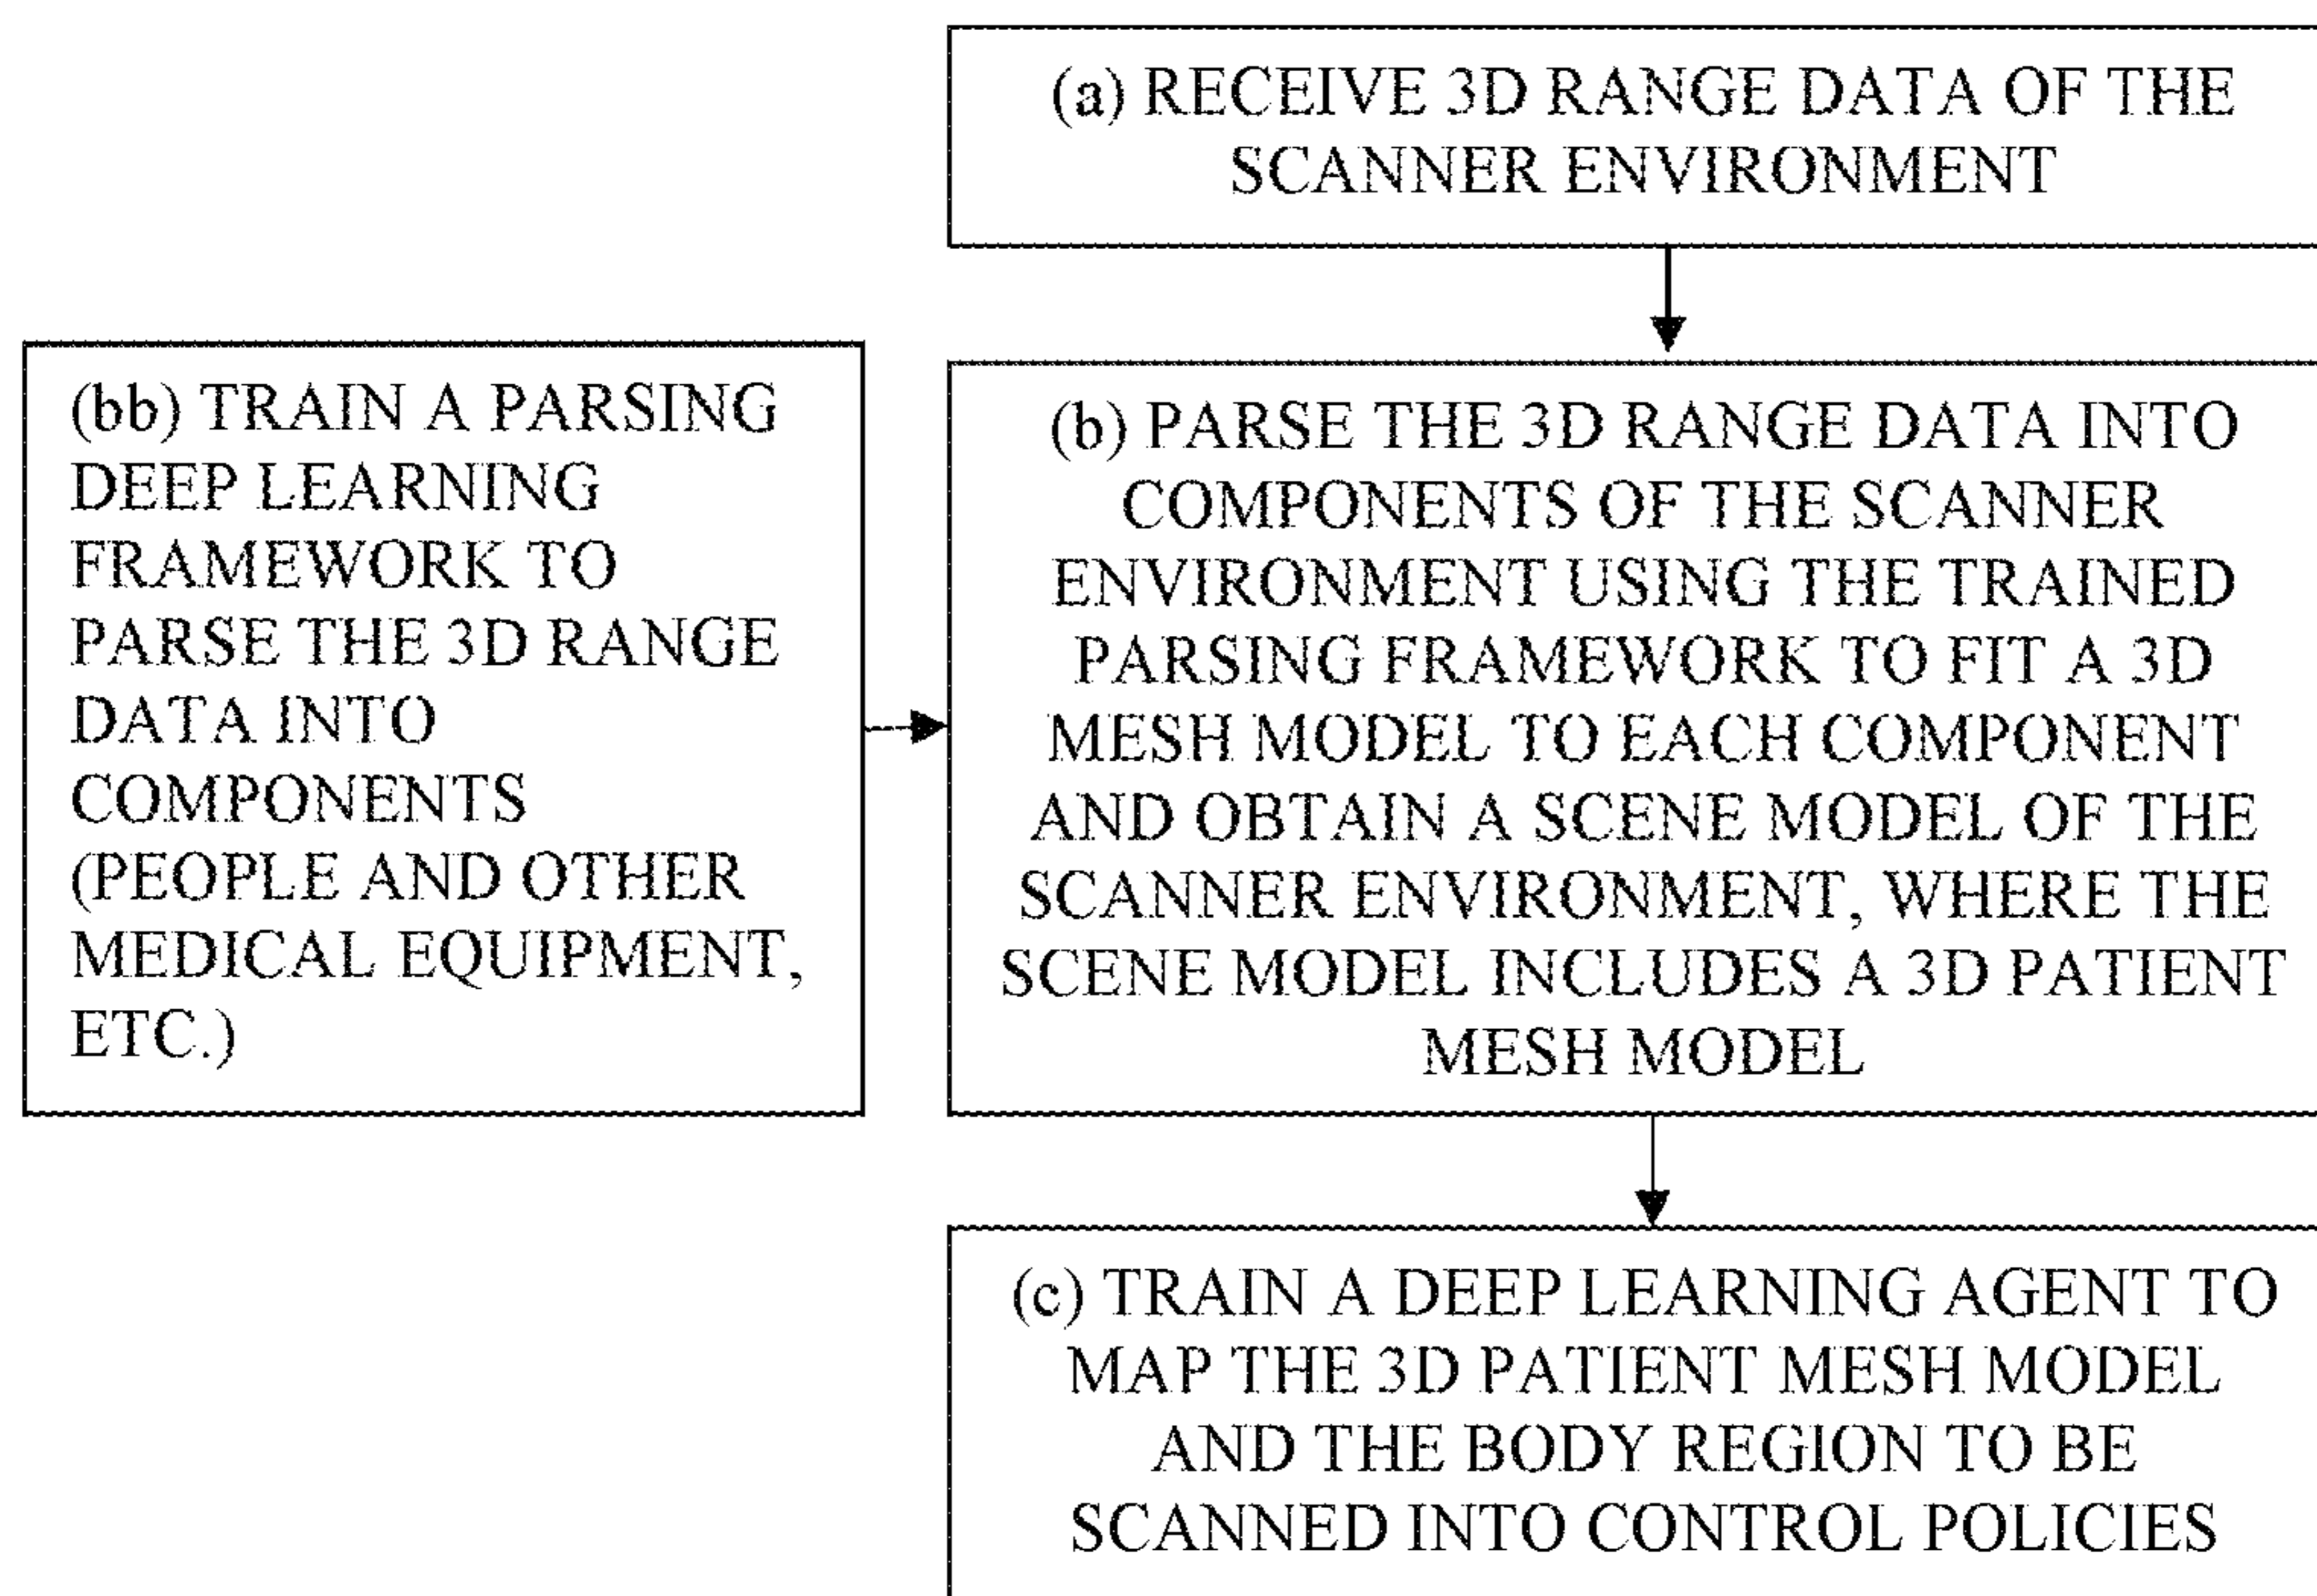 (a) RECEIVE 3D RANGE DATA OF THE
SCANNER ENVIRONMENT
(bb) TRAIN A PARSING
DEEP LEARNING
FRAMEWORK TO
PARSE THE 3D RANGE
DATA INTO
COMPONENTS
(PEOPLE AND OTHER
MEDICAL EQUIPMENT,
ETC.)
(b) PARSE THE 3D RANGE DATA INTO
COMPONENTS OF THE SCANNER
ENVIRONMENT USING THE TRAINED
PARSING FRAMEWORK TO FIT A 3D
MESH MODEL TO EACH COMPONENT
AND OBTAIN A SCENE MODEL OF THE
SCANNER ENVIRONMENT, WHERE THE
SCENE MODEL INCLUDES A 3D PATIENT
MESH MODEL
(c) TRAIN A DEEP LEARNING AGENT TO
MAP THE 3D PATIENT MESH MODEL
AND THE BODY REGION TO BE
SCANNED INTO CONTROL POLICIES